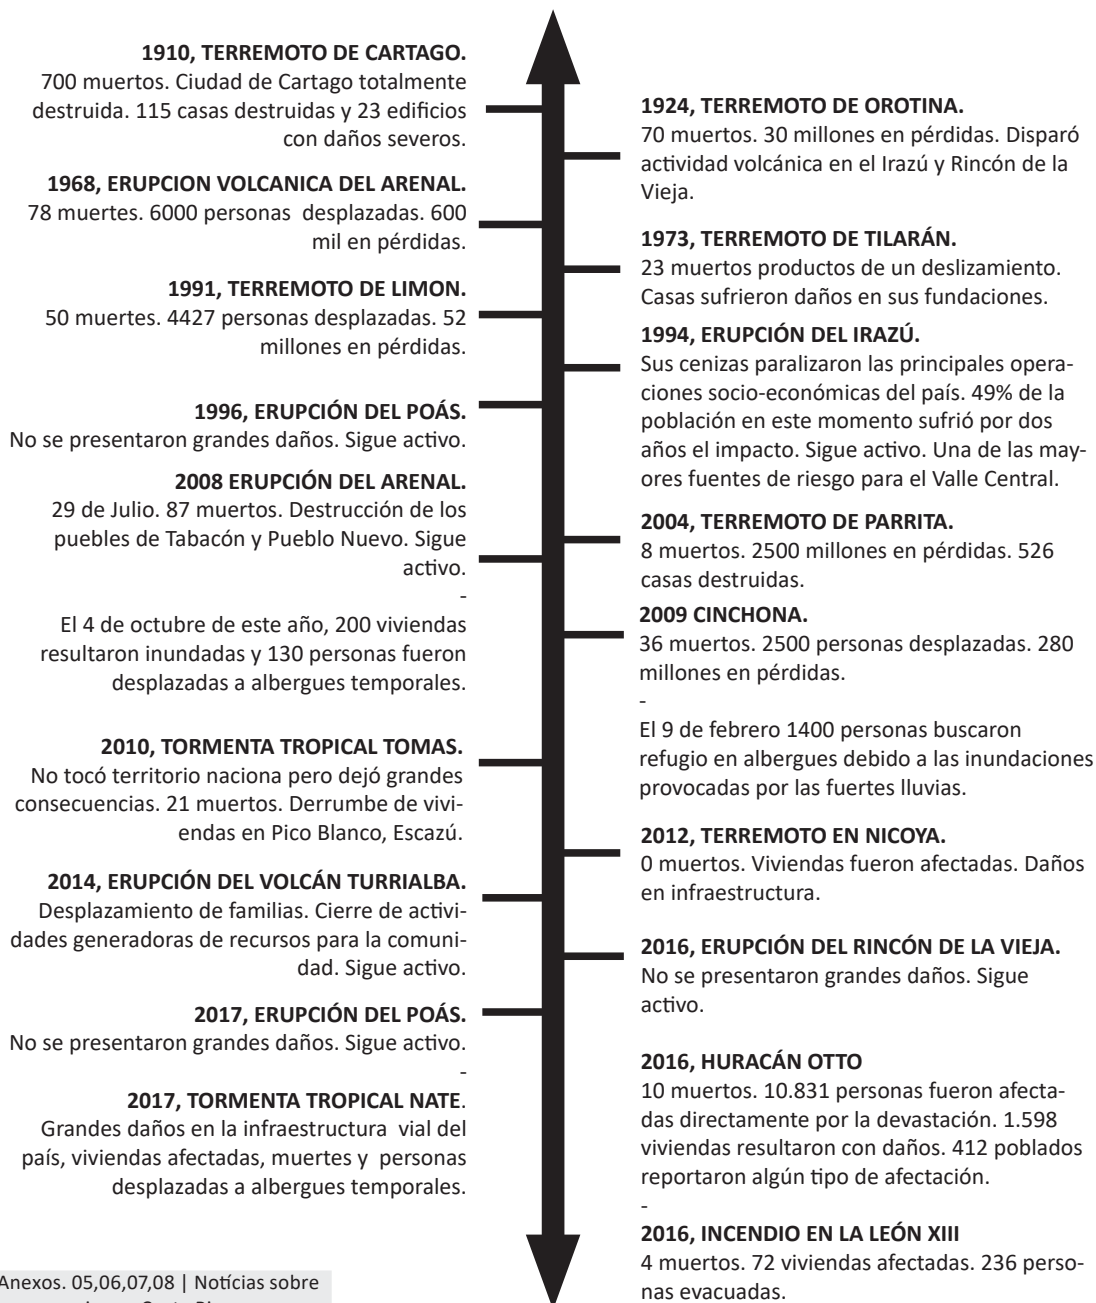 1910, TERREMOTO DE CARTAGO.
700 muertos. Ciudad de Cartago totalmente
destruida. 115 casas destruidas y 23 edificios
con daños severos.
1924, TERREMOTO DE OROTINA.
70 muertos. 30 millones en pérdidas. Disparó
actividad volcánica en el Irazú y Rincón de la
Vieja.
1968, ERUPCION VOLCANICA DEL ARENAL.
78 muertes. 6000 personas desplazadas. 600
mil en pérdidas.
1973, TERREMOTO DE TILARÁN.
23 muertos productos de un deslizamiento.
Casas sufrieron daños en sus fundaciones.
1991, TERREMOTO DE LIMON.
50 muertes. 4427 personas desplazadas. 52
millones en pérdidas.
1994, ERUPCIÓN DEL IRAZÚ.
Sus cenizas paralizaron las principales opera-
ciones socio-económicas del país. 49% de la
población en este momento sufrió por dos
años el impacto. Sigue activo. Una de las may-
ores fuentes de riesgo para el Valle Central.
1996, ERUPCIÓN DEL POÁS.
No se presentaron grandes daños. Sigue activo.
2004, TERREMOTO DE PARRITA.
8 muertos. 2500 millones en pérdidas. 526
casas destruidas.
2008 ERUPCIÓN DEL ARENAL.
29 de Julio. 87 muertos. Destrucción de los
pueblos de Tabacón y Pueblo Nuevo. Sigue
activo.
-
El 4 de octubre de este año, 200 viviendas
resultaron inundadas y 130 personas fueron
desplazadas a albergues temporales.
2009 CINCHONA.
36 muertos. 2500 personas desplazadas. 280
millones en pérdidas.
-
El 9 de febrero 1400 personas buscaron
refugio en albergues debido a las inundaciones
provocadas por las fuertes lluvias.
2010, TORMENTA TROPICAL TOMAS.
No tocó territorio naciona pero dejó grandes
consecuencias. 21 muertos. Derrumbe de vivi-
endas en Pico Blanco, Escazú.
2012, TERREMOTO EN NICOYA.
0 muertos. Viviendas fueron afectadas. Daños
en infraestructura.
2014, ERUPCIÓN DEL VOLCÁN TURRIALBA.
Desplazamiento de familias. Cierre de activi-
dades generadoras de recursos para la comuni-
dad. Sigue activo.
2016, ERUPCIÓN DEL RINCÓN DE LA VIEJA.
No se presentaron grandes daños. Sigue
activo.
2017, ERUPCIÓN DEL POÁS.
No se presentaron grandes daños. Sigue activo.
-
2017, TORMENTA TROPICAL NATE.
Grandes daños en la infraestructura vial del
país, viviendas afectadas, muertes y personas
desplazadas a albergues temporales.
2016, HURACÁN OTTO
10 muertos. 10.831 personas fueron afecta-
das directamente por la devastación. 1.598
viviendas resultaron con daños. 412 poblados
reportaron algún tipo de afectación.
-
2016, INCENDIO EN LA LEÓN XIII
4 muertos. 72 viviendas afectadas. 236 perso-
nas evacuadas.
Anexos. 05,06,07,08 | Notícias sobre